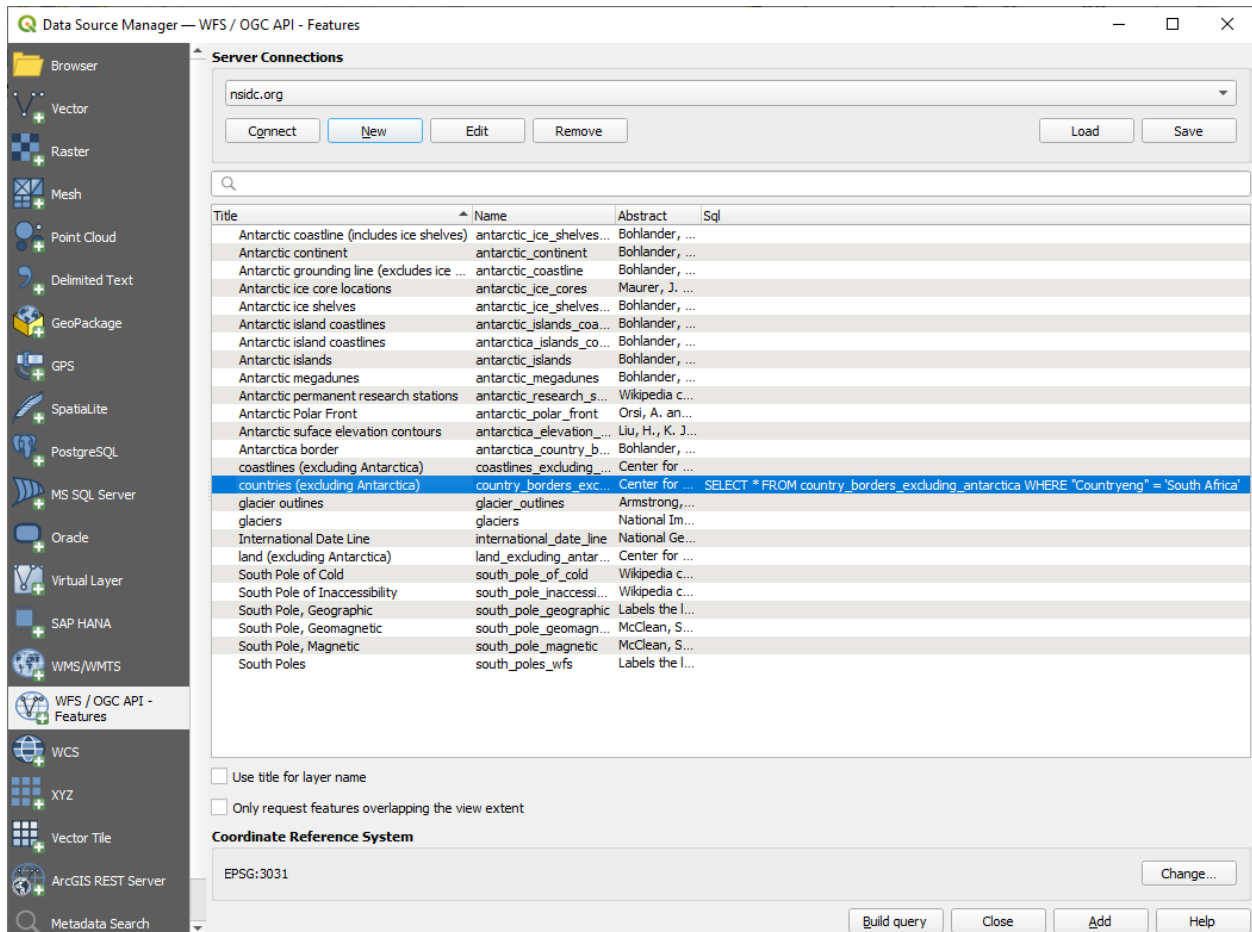 Data Source Manager — WFS / OGC API - Features
Browser
Vector
Raster
Mesh
Point Cloud
Delimited Text
GeoPackage
GPS
SpatiaLite
PostgreSQL
MS SQL Server
Oracle
Virtual Layer
SAP HANA
WMS/WMTS
WFS / OGC API -
Features
WCS
XYZ
Vector Tile
ArcGIS REST Server
Metadata Search
Server Connections
nsidc.org
Connect New Edit Remove Load Save
Title Name Abstract Sql
Antarctic coastline (includes ice shelves) antarctic_ice_shelves... Bohlander, ...
Antarctic continent antarctic_continent Bohlander, ...
Antarctic grounding line (excludes ice ... antarctic_coastline Bohlander, ...
Antarctic ice core locations antarctic_ice_cores Maurer, J. ...
Antarctic ice shelves antarctic_ice_shelves... Bohlander, ...
Antarctic island coastlines antarctic_islands_coa... Bohlander, ...
Antarctic island coastlines antarctica_islands_co... Bohlander, ...
Antarctic islands antarctic_islands Bohlander, ...
Antarctic megadunes antarctic_megadunes Bohlander, ...
Antarctic permanent research stations antarctic_research_s... Wikipedia c...
Antarctic Polar Front antarctic_polar_front Orsi, A. an...
Antarctic suface elevation contours antarctica_elevation_... Liu, H., K. J...
Antarctica border antarctica_country_b... Bohlander, ...
coastlines (excluding Antarctica) coastlines_excluding_... Center for ...
countries (excluding Antarctica) country_borders_exc... Center for ... SELECT * FROM country_borders_excluding_antarctica WHERE "Countryeng" = 'South Africa'
glacier outlines glacier_outlines Armstrong,...
glaciers glaciers National Im...
International Date Line international_date_line National Ge...
land (excluding Antarctica) land_excluding_antar... Center for ...
South Pole of Cold south_pole_of_cold Wikipedia c...
South Pole of Inaccessibility south_pole_inaccessi... Wikipedia c...
South Pole, Geographic south_pole_geographic Labels the l...
South Pole, Geomagnetic south_pole_geomagn... McClean, S...
South Pole, Magnetic south_pole_magnetic McClean, S...
South Poles south_poles_wfs Labels the l...
Use title for layer name
Only request features overlapping the view extent
Coordinate Reference System
EPSG:3031 Change...
Build query Close Add Help